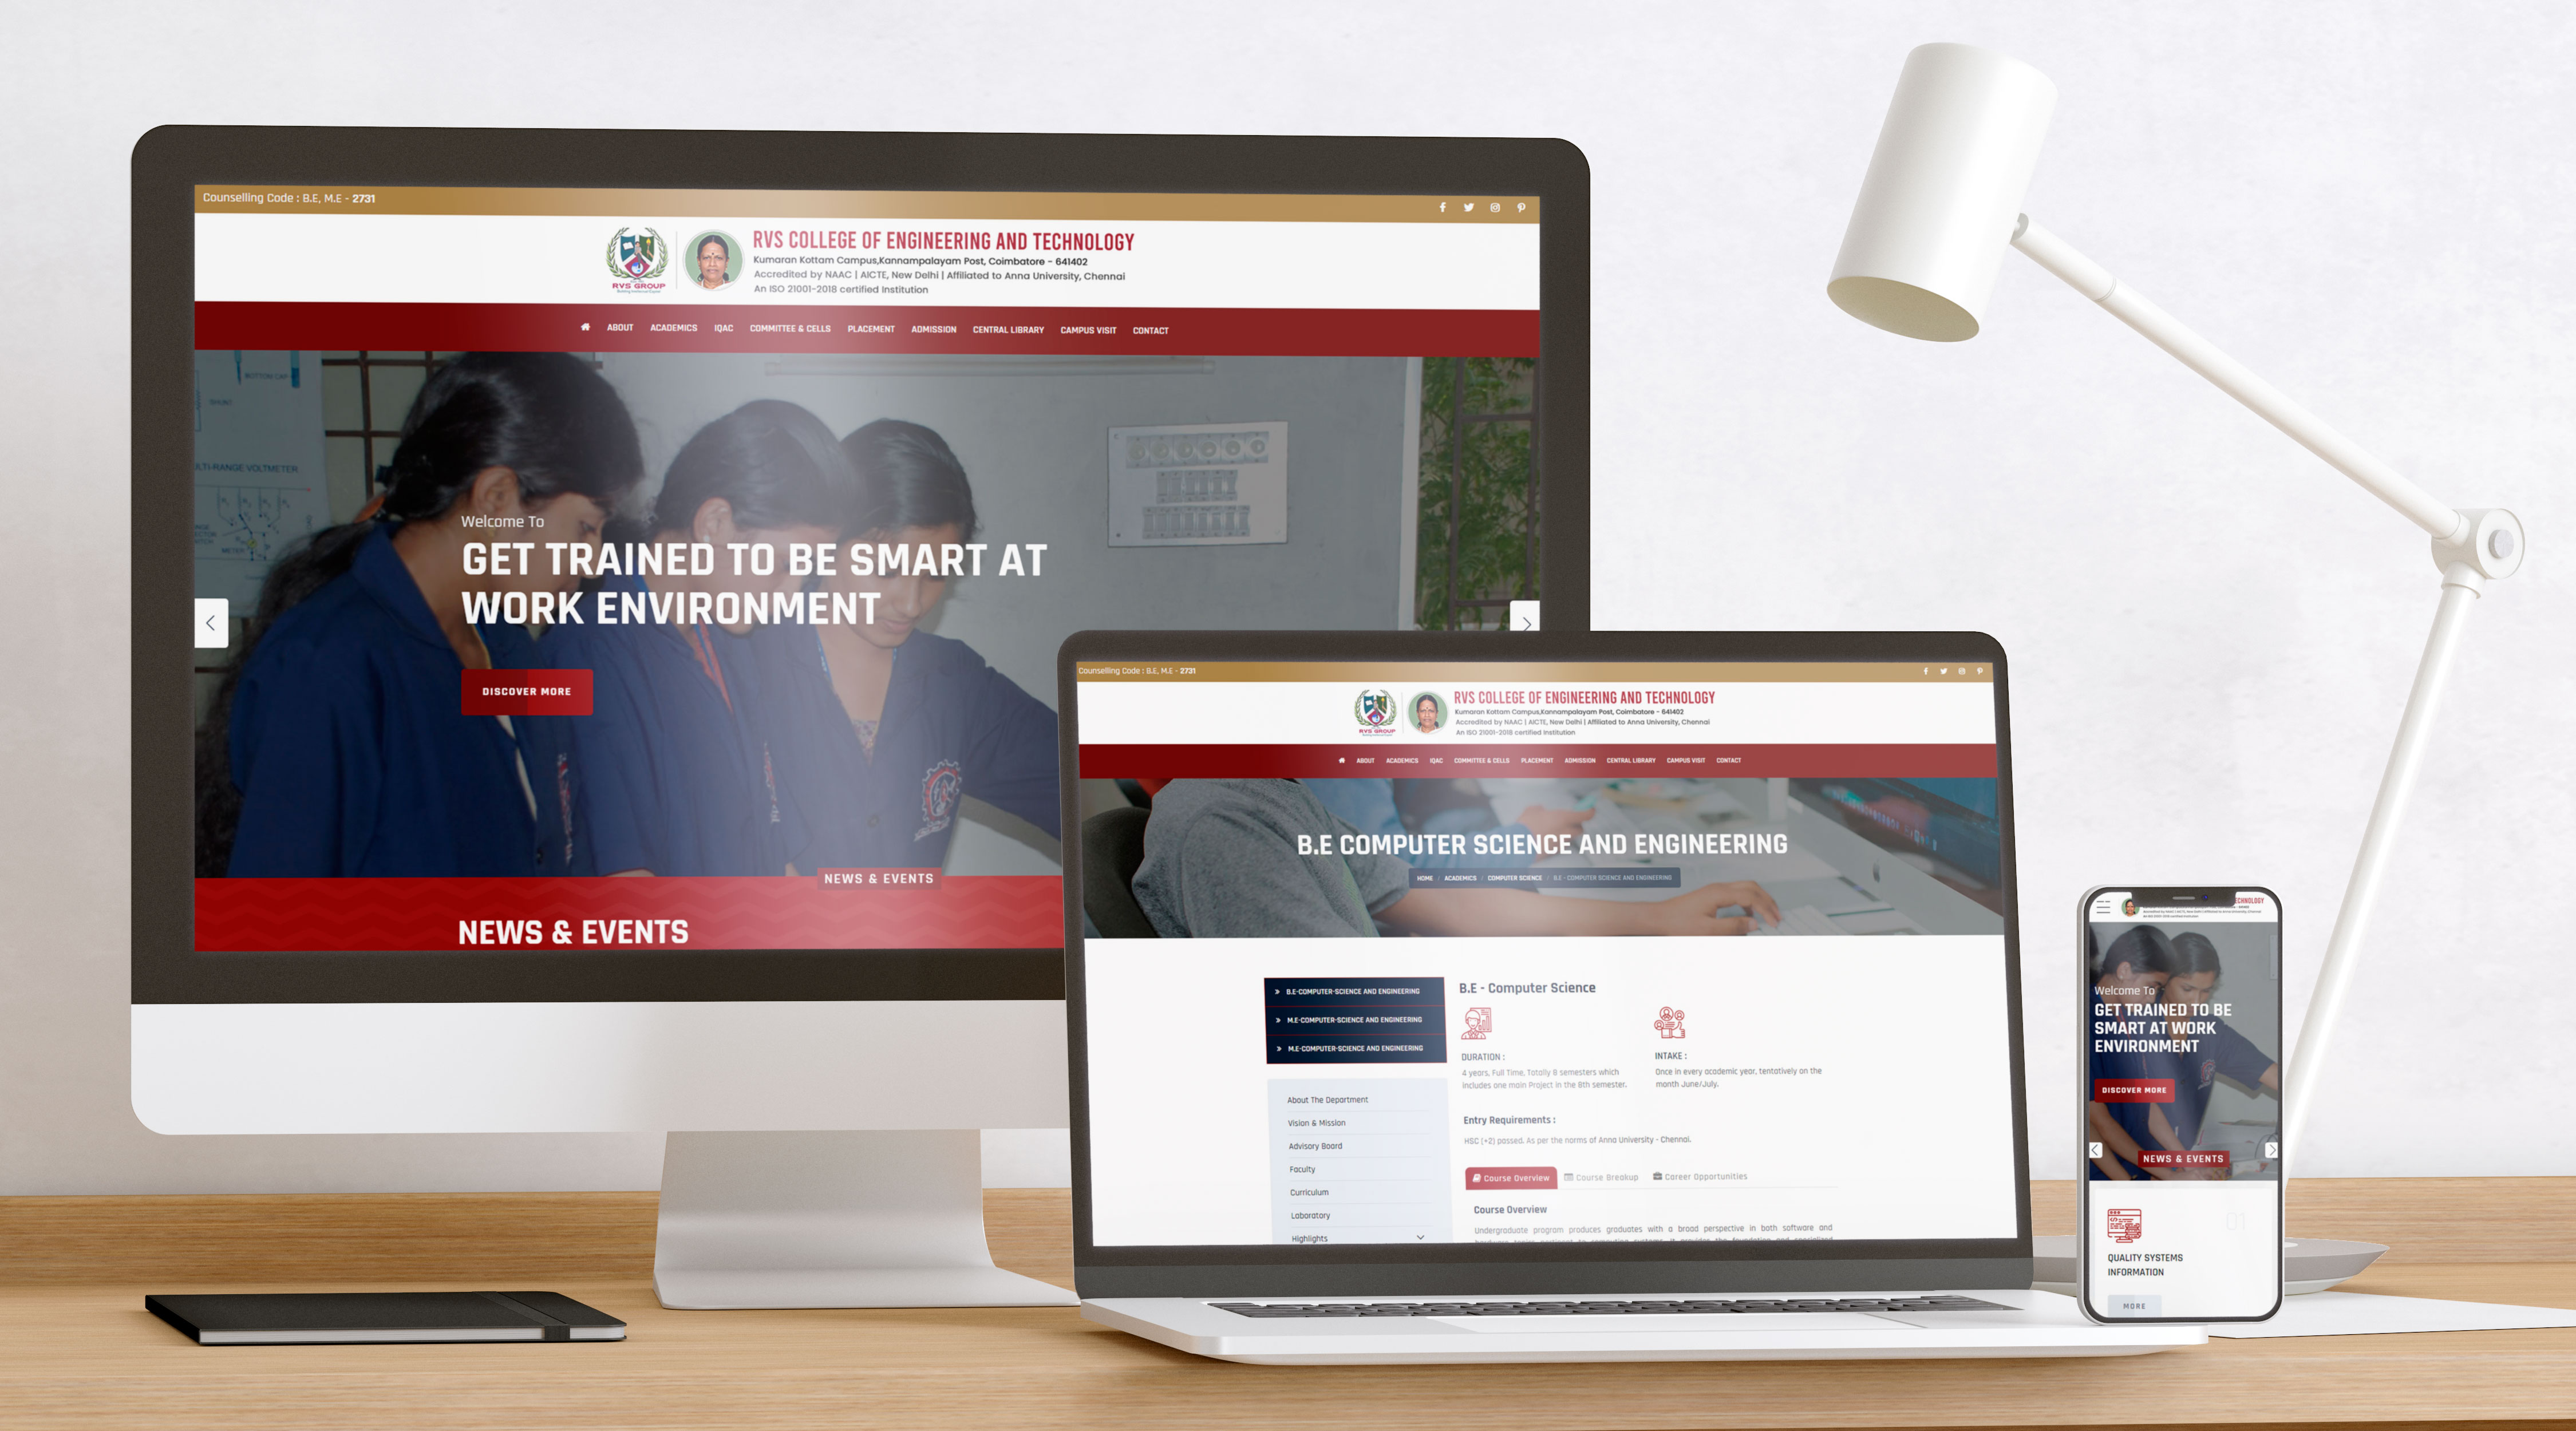 Counselling Code : B.E, M.E - 2731
RVS GROUP
RVS COLLEGE OF ENGINEERING AND TECHNOLOGY
Kumaran Kottam Campus,Kannampalayam Post, Coimbatore - 641402
Accredited by NAAC | AICTE, New Delhi | Affiliated to Anna University, Chennai
An ISO 21001-2018 certified Institution
ABOUT ACADEMICS IQAC COMMITTEE & CELLS PLACEMENT ADMISSION CENTRAL LIBRARY CAMPUS VISIT CONTACT
BOTTON CAP
SHUNT
LTI-RANGE VOLTMETER
METER
Welcome To
GET TRAINED TO BE SMART AT
WORK ENVIRONMENT
DISCOVER MORE
NEWS & EVENTS
NEWS & EVENTS
Counselling Code : B.E, M.E - 2731
RVS GROUP
RVS COLLEGE OF ENGINEERING AND TECHNOLOGY
Kumaran Kottam Campus,Kannampalayam Post, Coimbatore - 641402
Accredited by NAAC | AICTE, New Delhi | Affiliated to Anna University, Chennai
An ISO 21001-2018 certified Institution
ABOUT ACADEMICS IQAC COMMITTEE & CELLS PLACEMENT ADMISSION CENTRAL LIBRARY CAMPUS VISIT CONTACT
B.E COMPUTER SCIENCE AND ENGINEERING
HOME / ACADEMICS / COMPUTER SCIENCE / B.E - COMPUTER SCIENCE AND ENGINEERING
B.E-COMPUTER-SCIENCE AND ENGINEERING
M.E-COMPUTER-SCIENCE AND ENGINEERING
M.E-COMPUTER-SCIENCE AND ENGINEERING
About The Department
Vision & Mission
Advisory Board
Faculty
Curriculum
Laboratory
Highlights
B.E - Computer Science
DURATION :
4 years, Full Time, Totally 8 semesters which
includes one main Project in the 8th semester.
INTAKE :
Once in every academic year, tentatively on the
month June/July.
Entry Requirements :
HSC (+2) passed. As per the norms of Anna University - Chennai.
Course Overview Course Breakup Career Opportunities
Course Overview
Undergraduate program produces graduates with a broad perspective in both software and
ECHNOLOGY
Welcome To
GET TRAINED TO BE
SMART AT WORK
ENVIRONMENT
DISCOVER MORE
NEWS & EVENTS
01
QUALITY SYSTEMS
INFORMATION
MORE